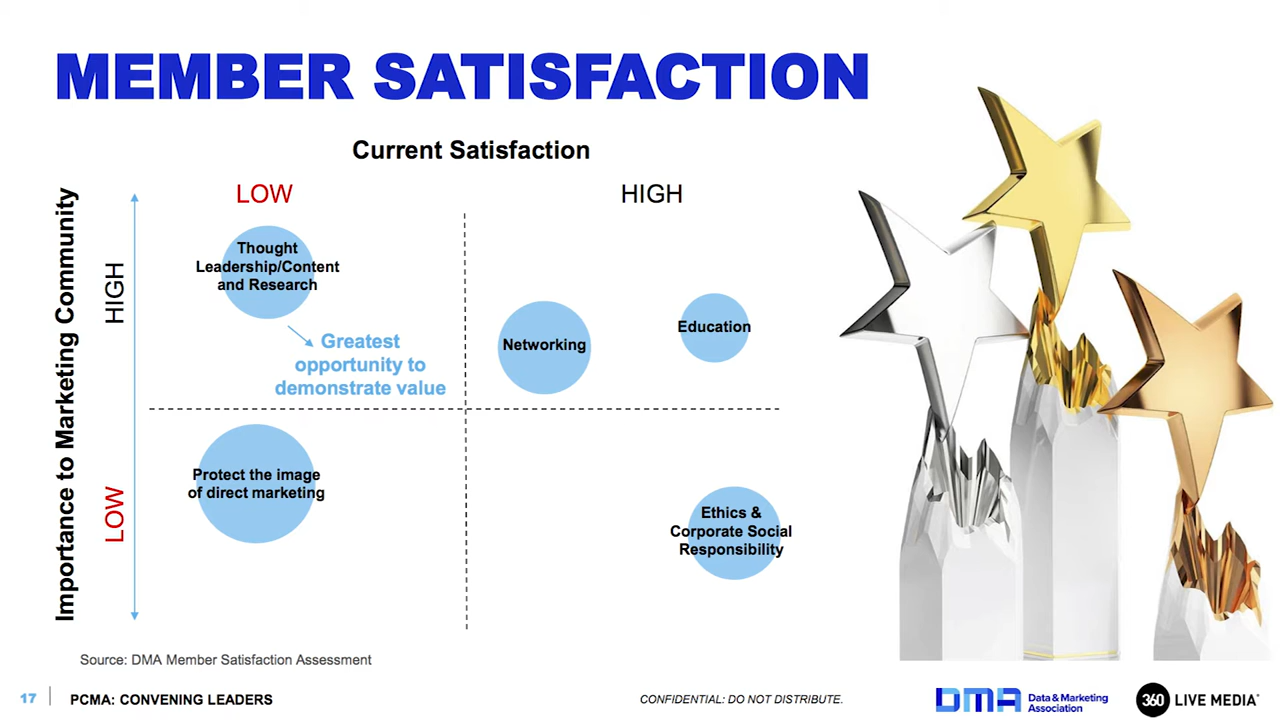 MEMBER SATISFACTION
Current Satisfaction
LOW
HIGH
Importance to Marketing Community
HIGH
LOW
Thought
Leadership/Content
and Research
Greatest
opportunity to
demonstrate value
Networking
Education
Protect the image
of direct marketing
Ethics &
Corporate Social
Responsibility
Source: DMA Member Satisfaction Assessment
17
PCMA: CONVENING LEADERS
CONFIDENTIAL: DO NOT DISTRIBUTE.
DMA
Data & Marketing
Association
360
LIVE MEDIA